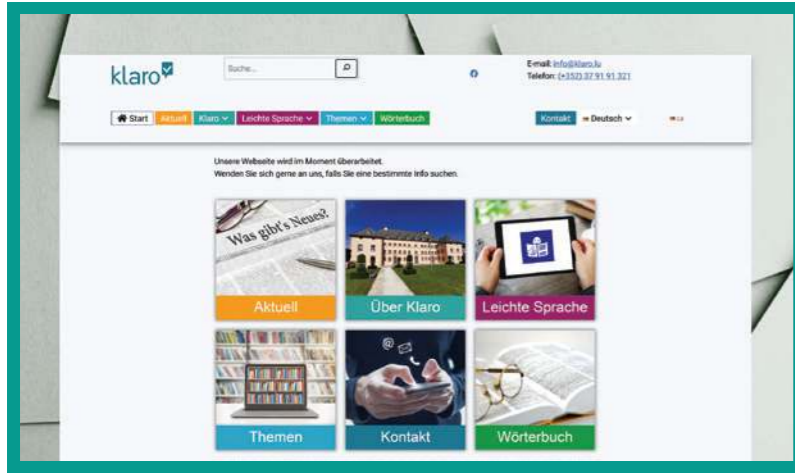 klaro
Suche...
E-mail: info@klaro.lu
Telefon: (+352) 37 91 91 321
Start Aktuell Klaro Leichte Sprache Themen Wörterbuch Kontakt Deutsch
Unsere Webseite wird im Moment überarbeitet.
Wenden Sie sich gerne an uns, falls Sie eine bestimmte Info suchen.
Was gibt's Neues?
Aktuell Über Klaro Leichte Sprache
Themen Kontakt Wörterbuch